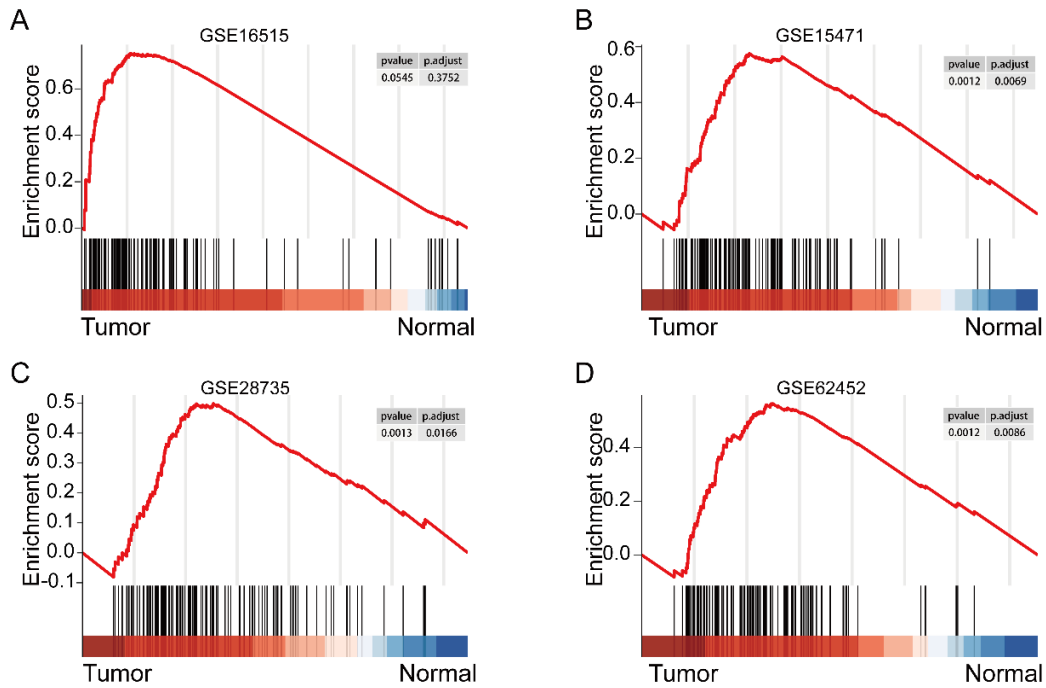 A
GSE16515
Enrichment score
0.6
0.4
0.2
0.0
pvalue p.adjust
0.0545 0.3752
Tumor Normal
B
GSE15471
Enrichment score
0.6
0.4
0.2
0.0
pvalue p.adjust
0.0012 0.0069
Tumor Normal
C
GSE28735
Enrichment score
0.5
0.4
0.3
0.2
0.1
0.0
-0.1
pvalue p.adjust
0.0013 0.0166
Tumor Normal
D
GSE62452
Enrichment score
0.4
0.2
0.0
pvalue p.adjust
0.0012 0.0086
Tumor Normal